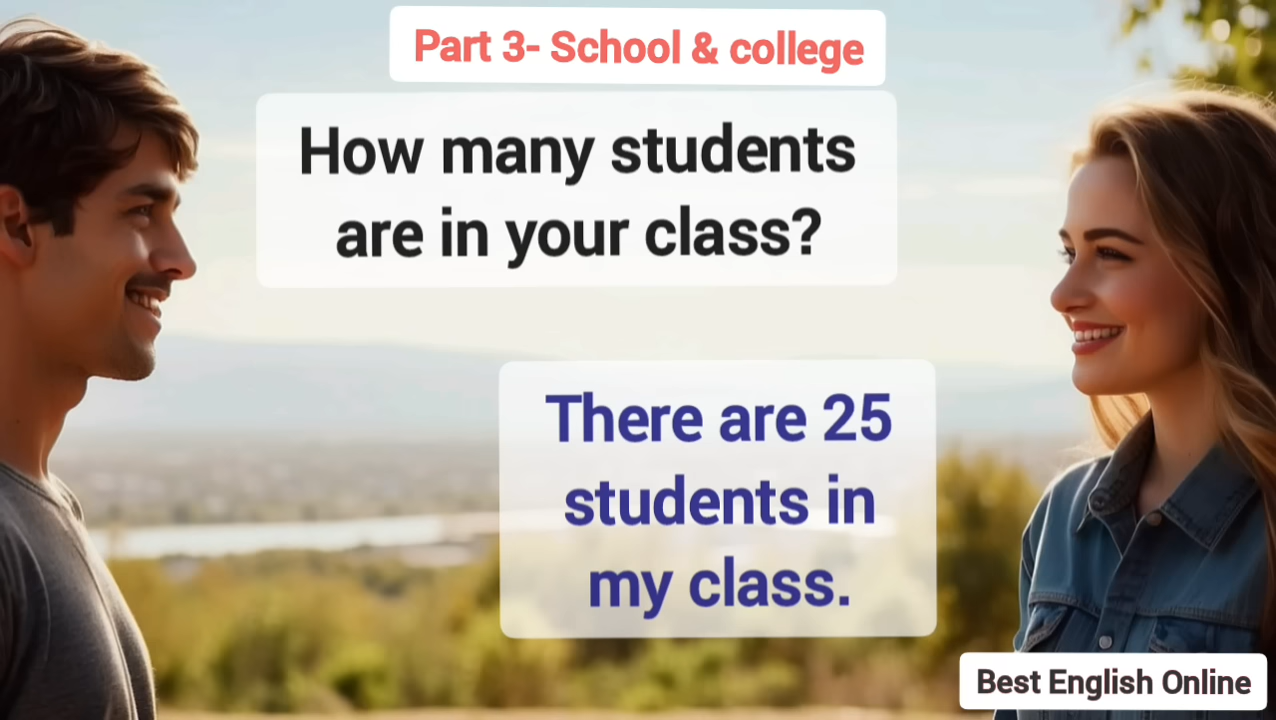 Part 3- School & college
How many students
are in your class?
There are 25
students in
my class.
Best English Online